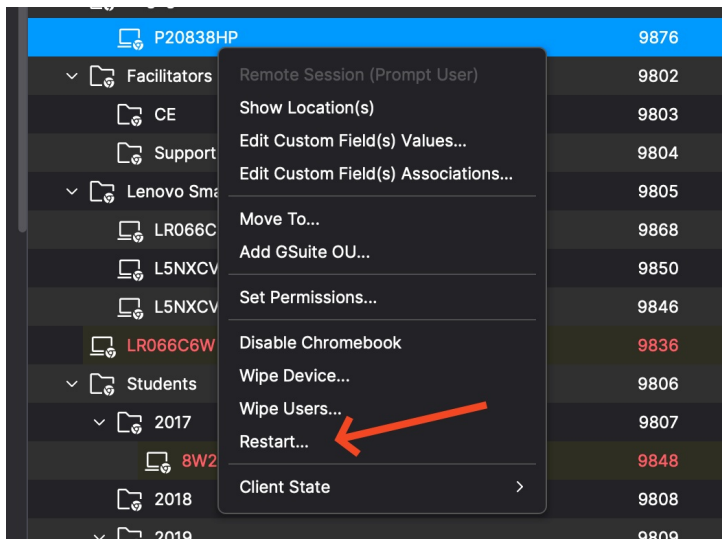 P20838HP 9876
Facilitators 9802
CE 9803
Support 9804
Lenovo Sma 9805
LR066C 9868
L5NXCV 9850
L5NXCV 9846
LR066C6W 9836
Students 9806
2017 9807
8W2 9848
2018 9808
2019 9809
Remote Session (Prompt User)
Show Location(s)
Edit Custom Field(s) Values...
Edit Custom Field(s) Associations...
Move To...
Add GSuite OU...
Set Permissions...
Disable Chromebook
Wipe Device...
Wipe Users...
Restart...
Client State